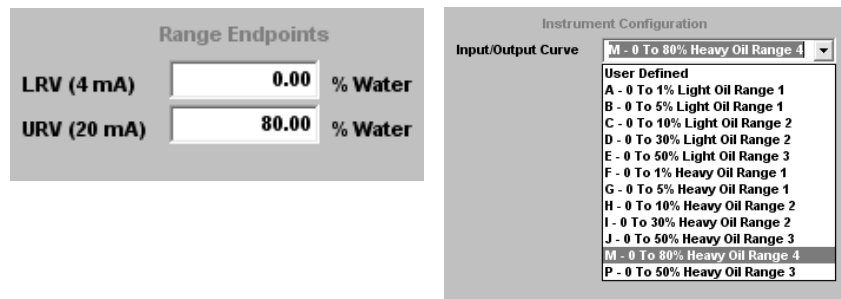 Range Endpoints
LRV (4 mA) 0.00 % Water
URV (20 mA) 80.00 % Water
Instrument Configuration
Input/Output Curve M - 0 To 80% Heavy Oil Range 4
User Defined
A - 0 To 1% Light Oil Range 1
B - 0 To 5% Light Oil Range 1
C - 0 To 10% Light Oil Range 2
D - 0 To 30% Light Oil Range 2
E - 0 To 50% Light Oil Range 3
F - 0 To 1% Heavy Oil Range 1
G - 0 To 5% Heavy Oil Range 1
H - 0 To 10% Heavy Oil Range 2
I - 0 To 30% Heavy Oil Range 2
J - 0 To 50% Heavy Oil Range 3
M - 0 To 80% Heavy Oil Range 4
P - 0 To 50% Heavy Oil Range 3